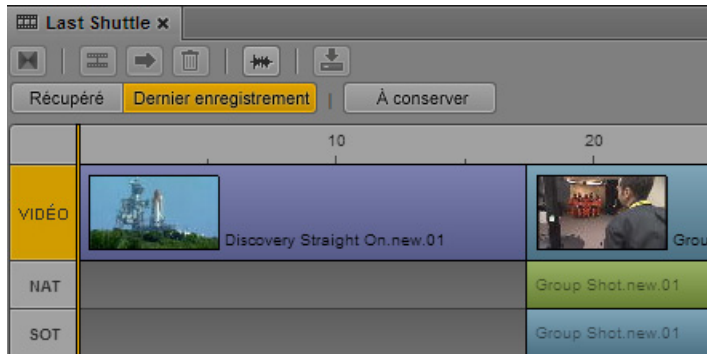 Last Shuttle ×
Récupéré Dernier enregistrement | À conserver
10 20
VIDÉO Discovery Straight On.new.01 Grou
NAT Group Shot.new.01
SOT Group Shot.new.01